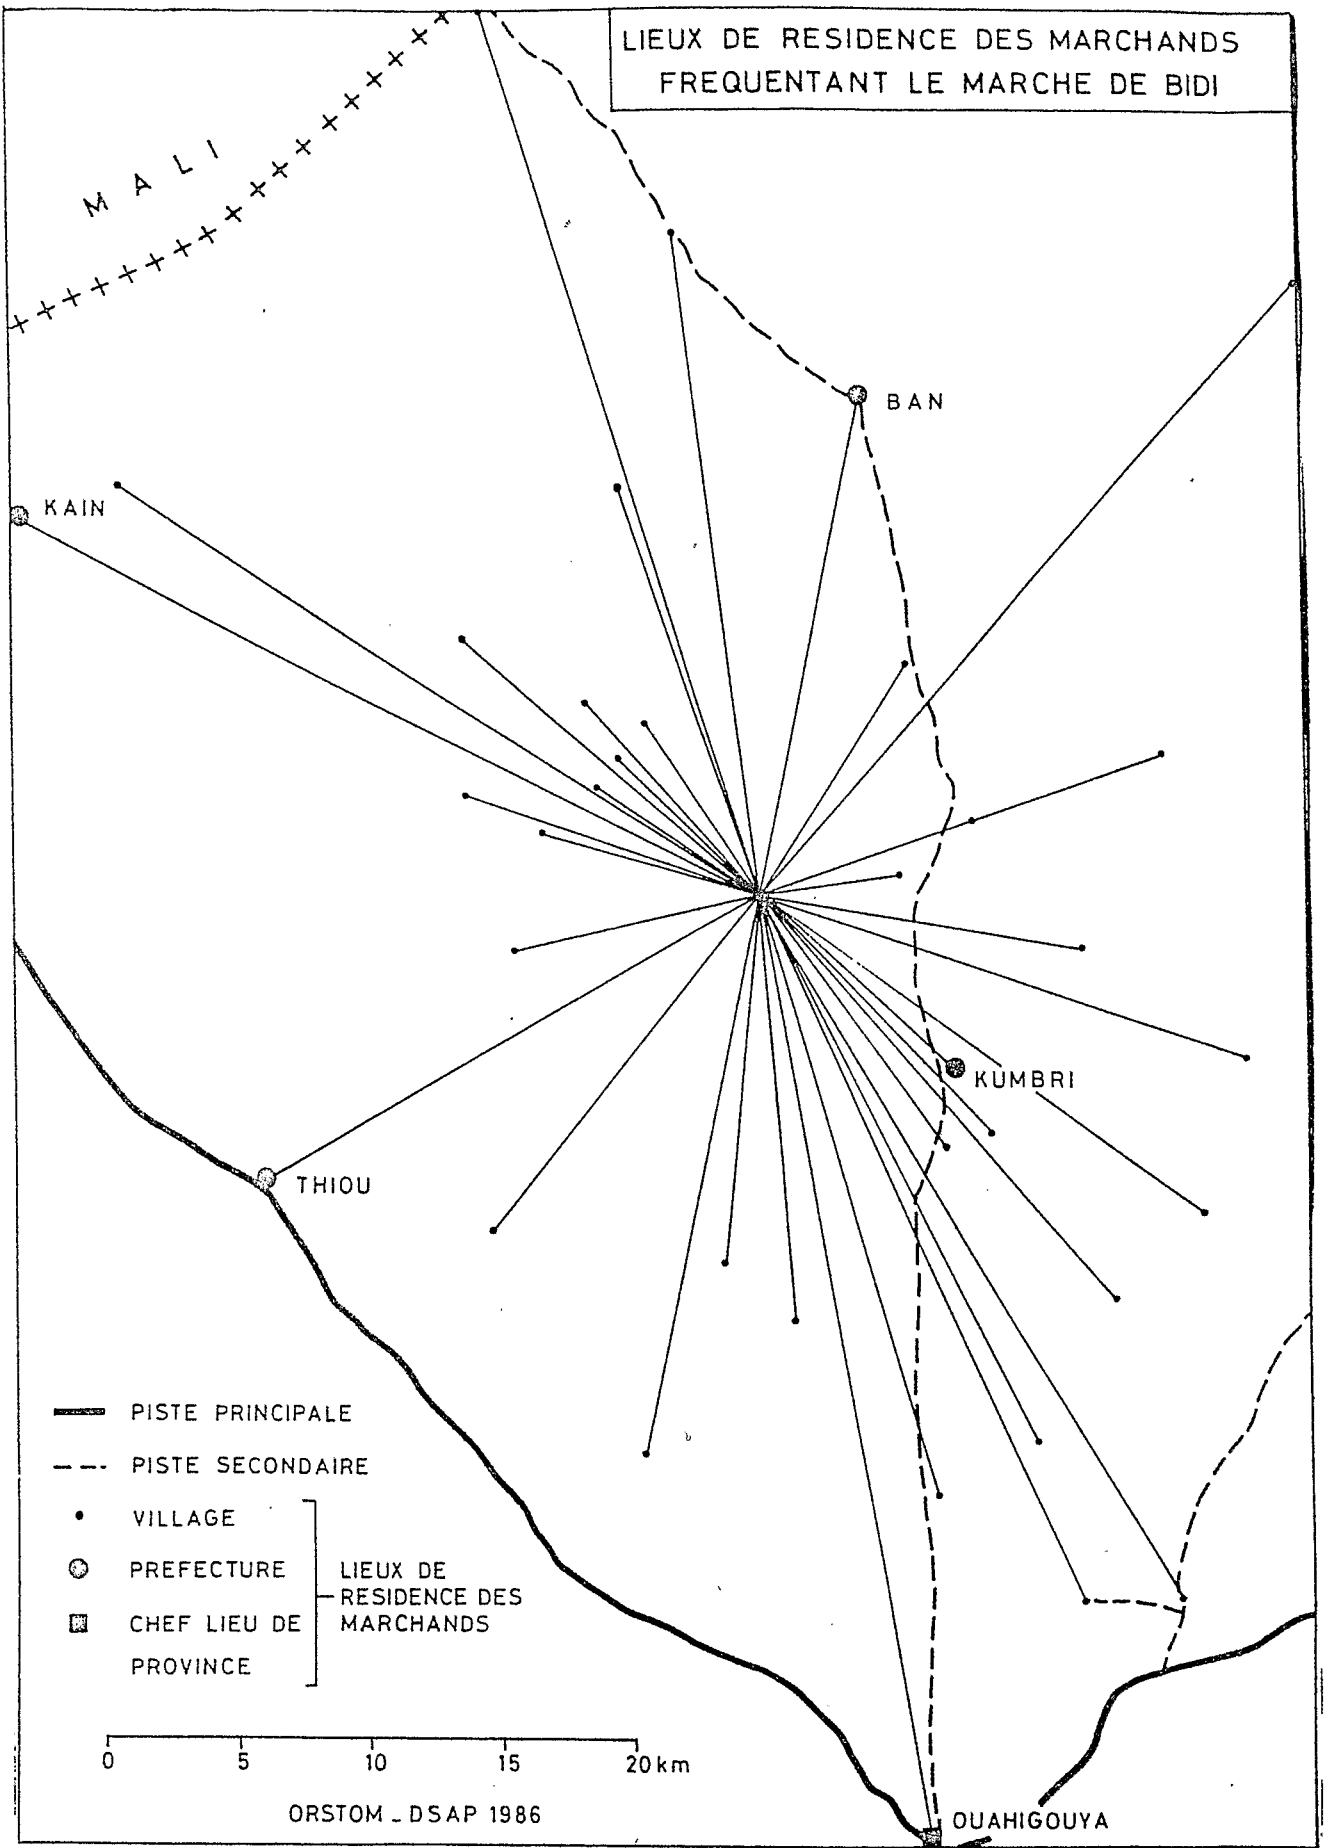 LIEUX DE RESIDENCE DES MARCHANDS
FREQUENTANT LE MARCHE DE BIDI
MALI
BAN
KAIN
KUMBRI
THIOU
PISTE PRINCIPALE
PISTE SECONDAIRE
VILLAGE
PREFECTURE
CHEF LIEU DE
PROVINCE
LIEUX DE
RESIDENCE DES
MARCHANDS
0 5 10 15 20 km
ORSTOM _ DSAP 1986
OUAHIGOUYA